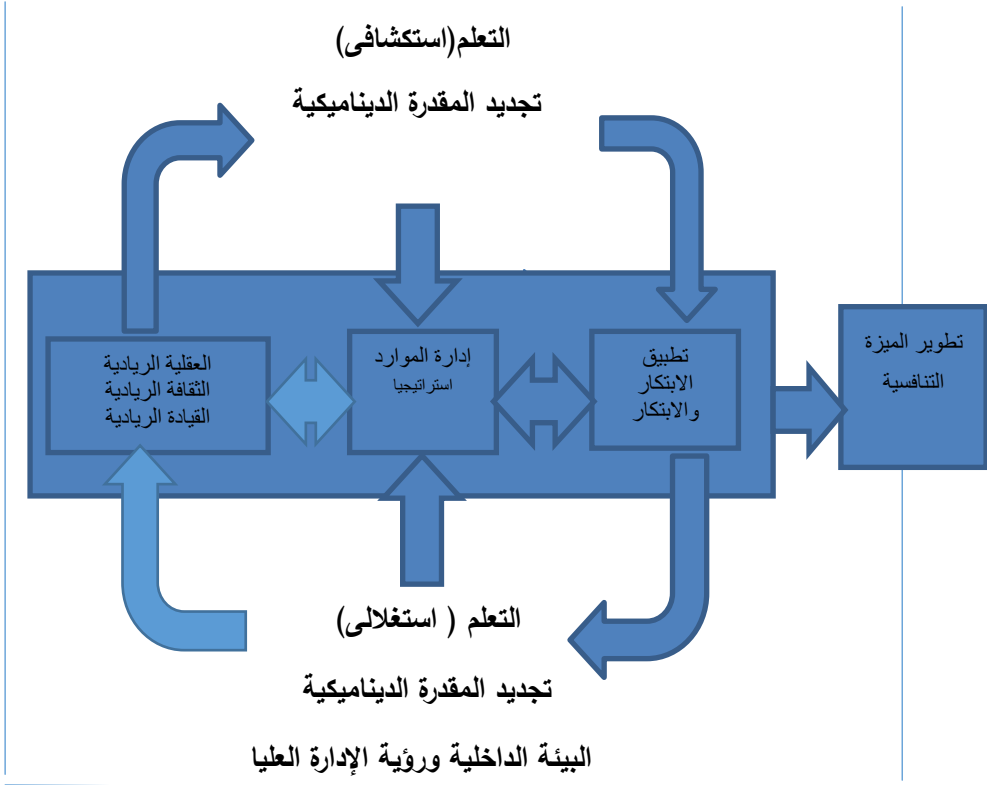 التعلم(استكشافى)
تجديد المقدرة الديناميكية
العقلية الريادية
الثقافة الريادية
القيادة الريادية
إدارة الموارد
استراتيجيا
تطبيق
الابتكار
والابتكار
تطوير الميزة
التنافسية
التعلم ( استغلالى)
تجديد المقدرة الديناميكية
البيئة الداخلية ورؤية الإدارة العليا